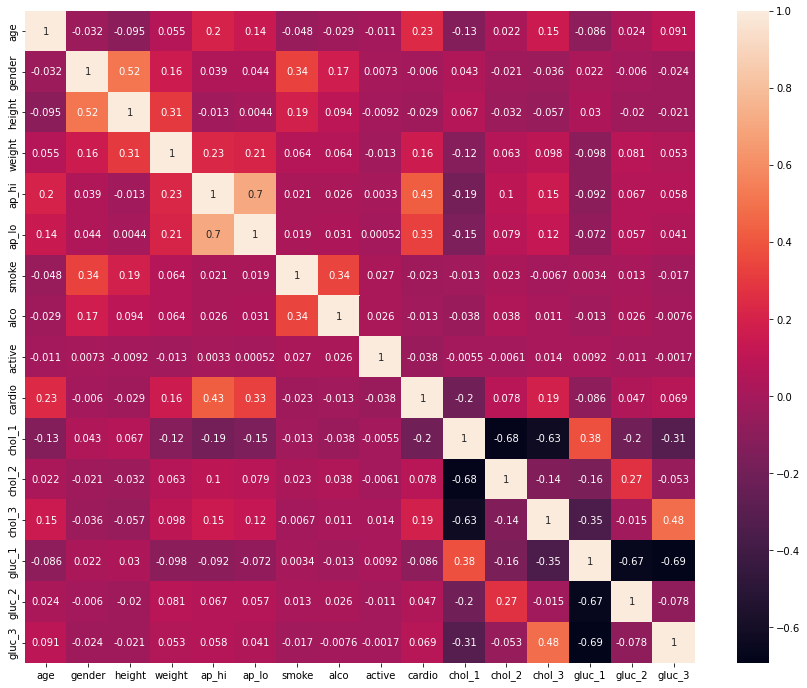 age 1 -0.032 -0.095 0.055 0.2 0.14 -0.048 -0.029 -0.011 0.23 -0.13 0.022 0.15 -0.086 0.024 0.091
gender -0.032 1 0.52 0.16 0.039 0.044 0.34 0.17 0.0073 -0.006 0.043 -0.021 -0.036 0.022 -0.006 -0.024
height -0.095 0.52 1 0.31 -0.013 0.0044 0.19 0.094 -0.0092 -0.029 0.067 -0.032 -0.057 0.03 -0.02 -0.021
weight 0.055 0.16 0.31 1 0.23 0.21 0.064 0.064 -0.013 0.16 -0.12 0.063 0.098 -0.098 0.081 0.053
ap_hi 0.2 0.039 -0.013 0.23 1 0.7 0.021 0.026 0.0033 0.43 -0.19 0.1 0.15 -0.092 0.067 0.058
ap_lo 0.14 0.044 0.0044 0.21 0.7 1 0.019 0.031 0.00052 0.33 -0.15 0.079 0.12 -0.072 0.057 0.041
smoke -0.048 0.34 0.19 0.064 0.021 0.019 1 0.34 0.027 -0.023 -0.013 0.023 -0.0067 0.0034 0.013 -0.017
alco -0.029 0.17 0.094 0.064 0.026 0.031 0.34 1 0.026 -0.013 -0.038 0.038 0.011 -0.013 0.026 -0.0076
active -0.011 0.0073 -0.0092 -0.013 0.0033 0.00052 0.027 0.026 1 -0.038 -0.0055 -0.0061 0.014 0.0092 -0.011 -0.0017
cardio 0.23 -0.006 -0.029 0.16 0.43 0.33 -0.023 -0.013 -0.038 1 -0.2 0.078 0.19 -0.086 0.047 0.069
chol_1 -0.13 0.043 0.067 -0.12 -0.19 -0.15 -0.013 -0.038 -0.0055 -0.2 1 -0.68 -0.63 0.38 -0.2 -0.31
chol_2 0.022 -0.021 -0.032 0.063 0.1 0.079 0.023 0.038 -0.0061 0.078 -0.68 1 -0.14 -0.16 0.27 -0.053
chol_3 0.15 -0.036 -0.057 0.098 0.15 0.12 -0.0067 0.011 0.014 0.19 -0.63 -0.14 1 -0.35 -0.015 0.48
gluc_1 -0.086 0.022 0.03 -0.098 -0.092 -0.072 0.0034 -0.013 0.0092 -0.086 0.38 -0.16 -0.35 1 -0.67 -0.69
gluc_2 0.024 -0.006 -0.02 0.081 0.067 0.057 0.013 0.026 -0.011 0.047 -0.2 0.27 -0.015 -0.67 1 -0.078
gluc_3 0.091 -0.024 -0.021 0.053 0.058 0.041 -0.017 -0.0076 -0.0017 0.069 -0.31 -0.053 0.48 -0.69 -0.078 1
age gender height weight ap_hi ap_lo smoke alco active cardio chol_1 chol_2 chol_3 gluc_1 gluc_2 gluc_3
1.0
0.8
0.6
0.4
0.2
0.0
−0.2
−0.4
−0.6